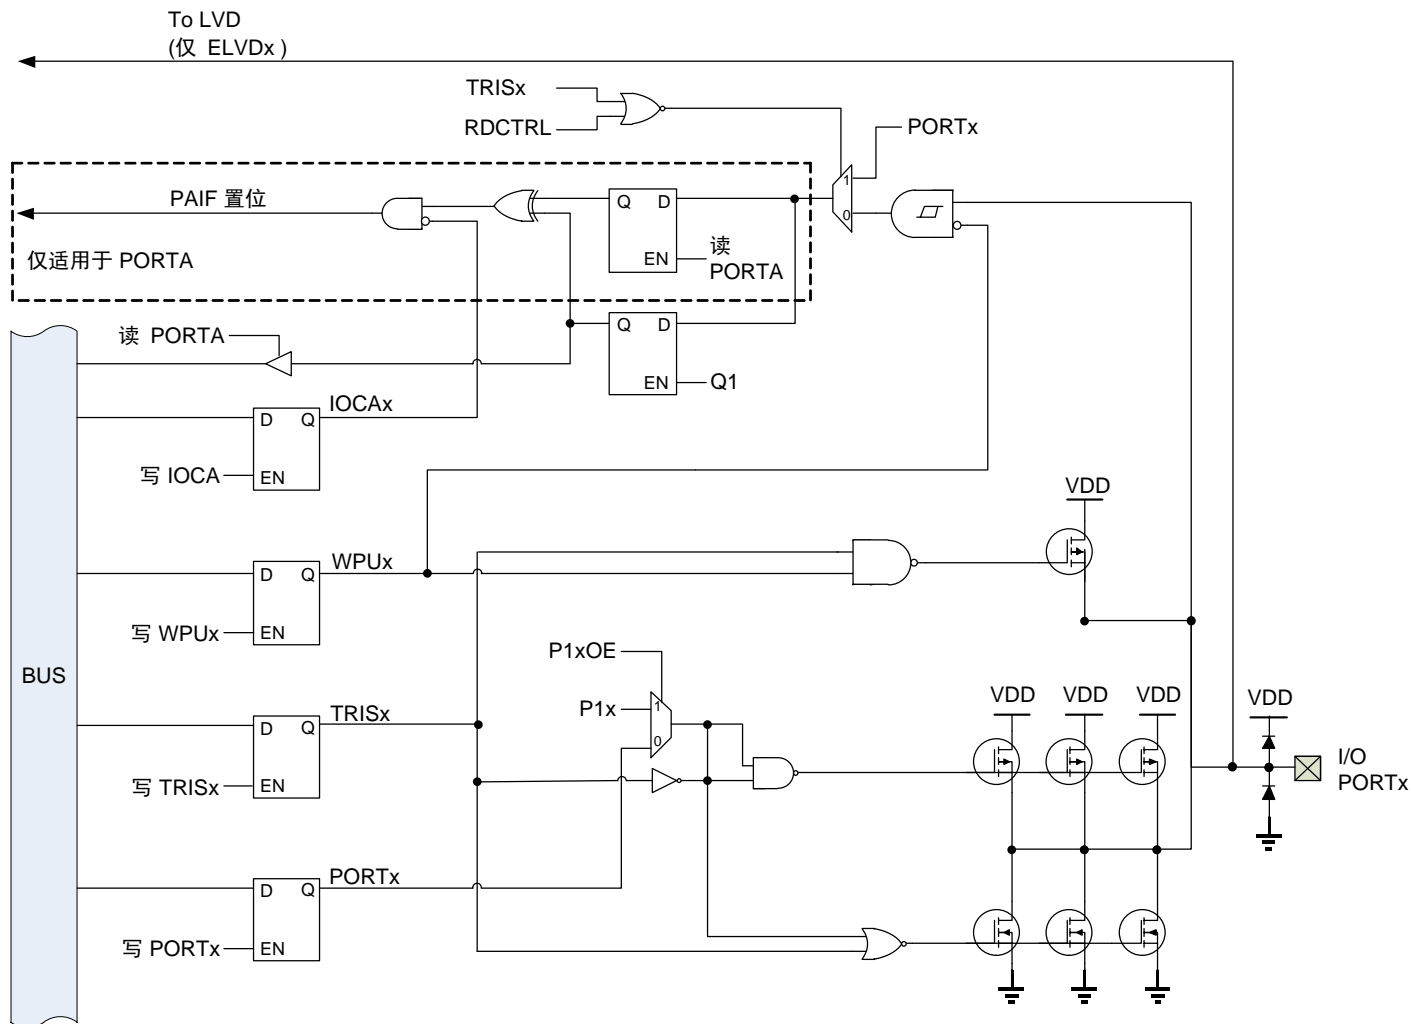 To LVD
(仅 ELVDx )
TRISx
RDCTRL
PORTx
1
0
PAIF 置位
仅适用于 PORTA
Q D
EN
读
PORTA
读 PORTA
Q D
EN
Q1
D Q
EN
IOCAx
写 IOCA
VDD
D Q
EN
WPUx
写 WPUx
BUS
P1xOE
P1x
1
0
D Q
EN
TRISx
写 TRISx
VDD
VDD
VDD
VDD
I/O
PORTx
D Q
EN
PORTx
写 PORTx